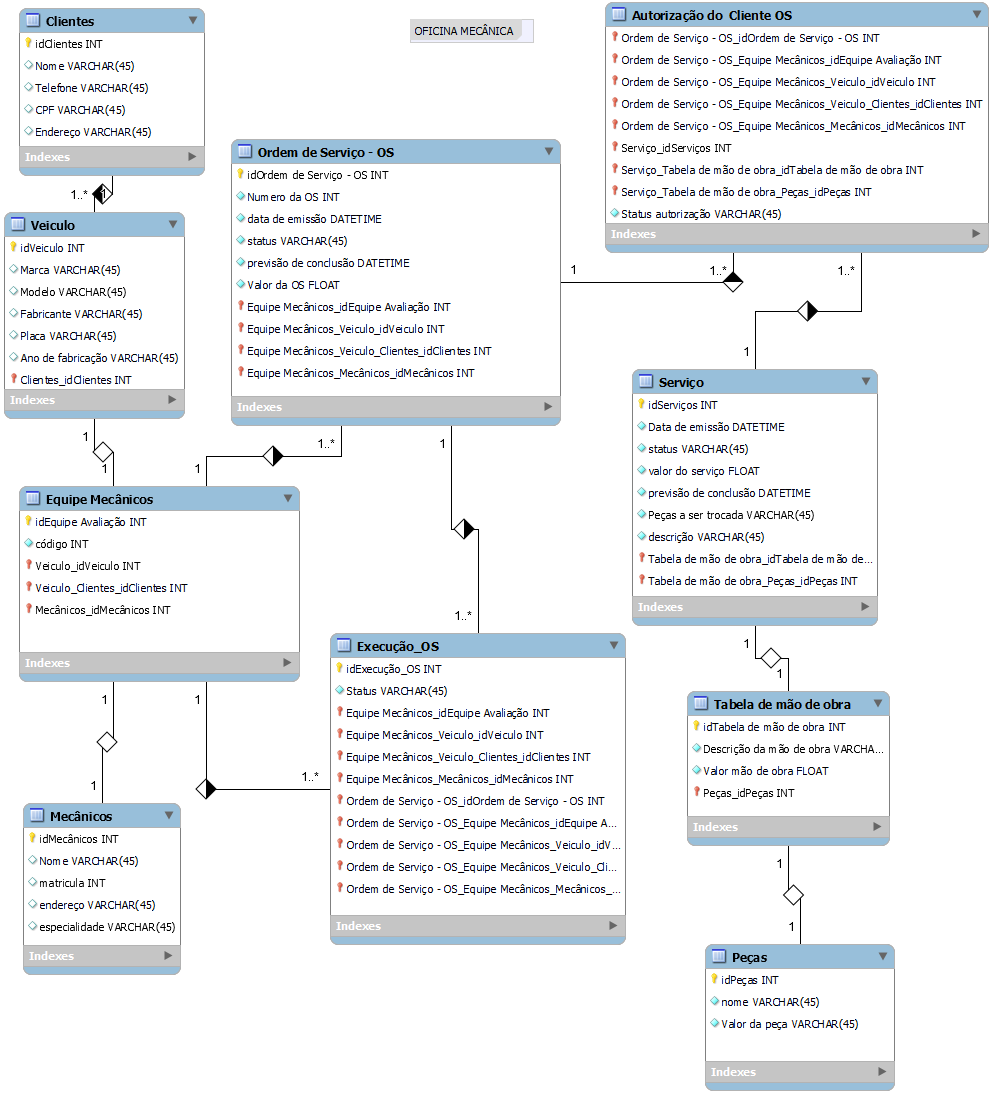 OFICINA MECÂNICA
Clientes
idClientes INT
Nome VARCHAR(45)
Telefone VARCHAR(45)
CPF VARCHAR(45)
Endereço VARCHAR(45)
Indexes
1..*
1
Veiculo
idVeiculo INT
Marca VARCHAR(45)
Modelo VARCHAR(45)
Fabricante VARCHAR(45)
Placa VARCHAR(45)
Ano de fabricação VARCHAR(45)
Clientes_idClientes INT
Indexes
1
1
Equipe Mecânicos
idEquipe Avaliação INT
código INT
Veiculo_idVeiculo INT
Veiculo_Clientes_idClientes INT
Mecânicos_idMecânicos INT
Indexes
1
1
1
Mecânicos
idMecânicos INT
Nome VARCHAR(45)
matricula INT
endereço VARCHAR(45)
especialidade VARCHAR(45)
Indexes
Ordem de Serviço - OS
idOrdem de Serviço - OS INT
Numero da OS INT
data de emissão DATETIME
status VARCHAR(45)
previsão de conclusão DATETIME
Valor da OS FLOAT
Equipe Mecânicos_idEquipe Avaliação INT
Equipe Mecânicos_Veiculo_idVeiculo INT
Equipe Mecânicos_Veiculo_Clientes_idClientes INT
Equipe Mecânicos_Mecânicos_idMecânicos INT
Indexes
1
1..*
1..*
1
1
1..*
1..*
Execução_OS
idExecução_OS INT
Status VARCHAR(45)
Equipe Mecânicos_idEquipe Avaliação INT
Equipe Mecânicos_Veiculo_idVeiculo INT
Equipe Mecânicos_Veiculo_Clientes_idClientes INT
Equipe Mecânicos_Mecânicos_idMecânicos INT
Ordem de Serviço - OS_idOrdem de Serviço - OS INT
Ordem de Serviço - OS_Equipe Mecânicos_idEquipe A...
Ordem de Serviço - OS_Equipe Mecânicos_Veiculo_idV...
Ordem de Serviço - OS_Equipe Mecânicos_Veiculo_Cli...
Ordem de Serviço - OS_Equipe Mecânicos_Mecânicos_...
Indexes
Autorização do Cliente OS
Ordem de Serviço - OS_idOrdem de Serviço - OS INT
Ordem de Serviço - OS_Equipe Mecânicos_idEquipe Avaliação INT
Ordem de Serviço - OS_Equipe Mecânicos_Veiculo_idVeiculo INT
Ordem de Serviço - OS_Equipe Mecânicos_Veiculo_Clientes_idClientes INT
Ordem de Serviço - OS_Equipe Mecânicos_Mecânicos_idMecânicos INT
Serviço_idServiços INT
Serviço_Tabela de mão de obra_idTabela de mão de obra INT
Serviço_Tabela de mão de obra_Peças_idPeças INT
Status autorização VARCHAR(45)
Indexes
1..*
1
Serviço
idServiços INT
Data de emissão DATETIME
status VARCHAR(45)
valor do serviço FLOAT
previsão de conclusão DATETIME
Peças a ser trocada VARCHAR(45)
descrição VARCHAR(45)
Tabela de mão de obra_idTabela de mão de...
Tabela de mão de obra_Peças_idPeças INT
Indexes
1
1
Tabela de mão de obra
idTabela de mão de obra INT
Descrição da mão de obra VARCHA...
Valor mão de obra FLOAT
Peças_idPeças INT
Indexes
1
1
Peças
idPeças INT
nome VARCHAR(45)
Valor da peça VARCHAR(45)
Indexes